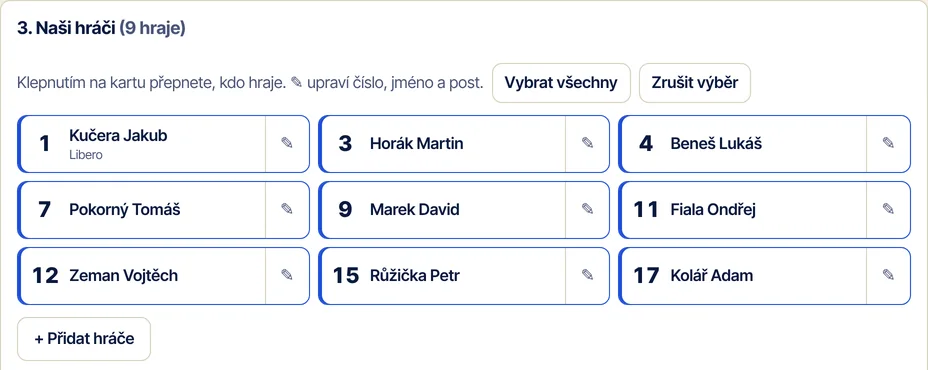 3. Naši hráči (9 hraje)
Klepnutím na kartu přepnete, kdo hraje. ✎ upraví číslo, jméno a post. Vybrat všechny Zrušit výběr
1 Kučera Jakub ✎ 3 Horák Martin ✎ 4 Beneš Lukáš ✎
Libero
7 Pokorný Tomáš ✎ 9 Marek David ✎ 11 Fiala Ondřej ✎
12 Zeman Vojtěch ✎ 15 Růžička Petr ✎ 17 Kolář Adam ✎
+ Přidat hráče